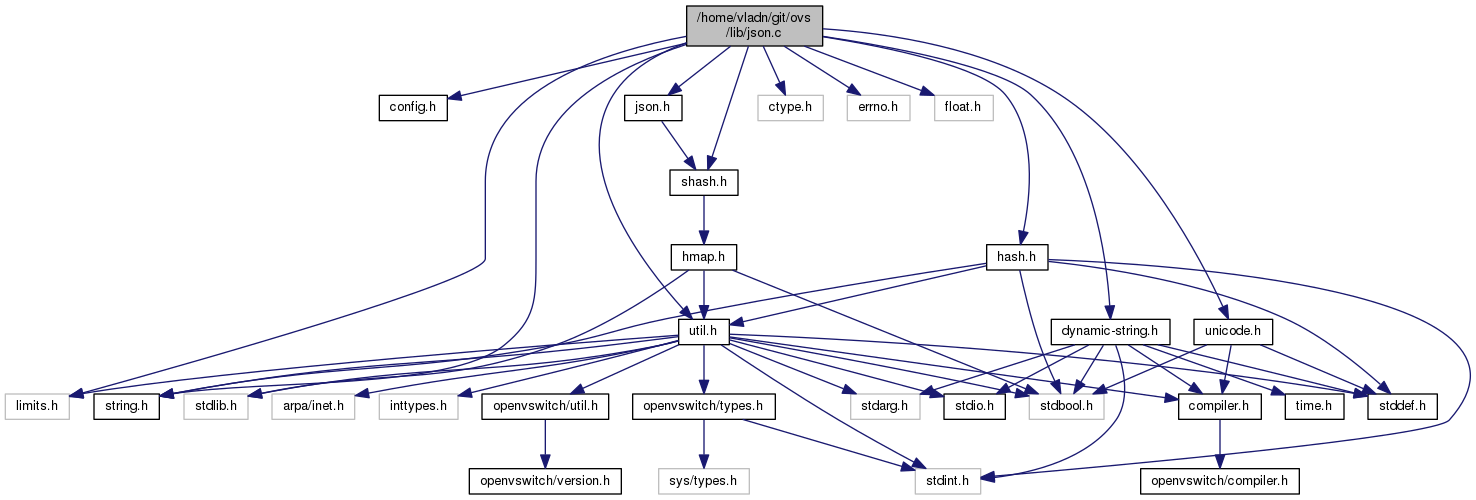 /home/vladn/git/ovs
/lib/json.c
config.h
json.h
ctype.h
errno.h
float.h
shash.h
hmap.h
hash.h
util.h
dynamic-string.h
unicode.h
limits.h
string.h
stdlib.h
arpa/inet.h
inttypes.h
openvswitch/util.h
openvswitch/types.h
stdarg.h
stdio.h
stdbool.h
compiler.h
time.h
stddef.h
openvswitch/version.h
sys/types.h
stdint.h
openvswitch/compiler.h